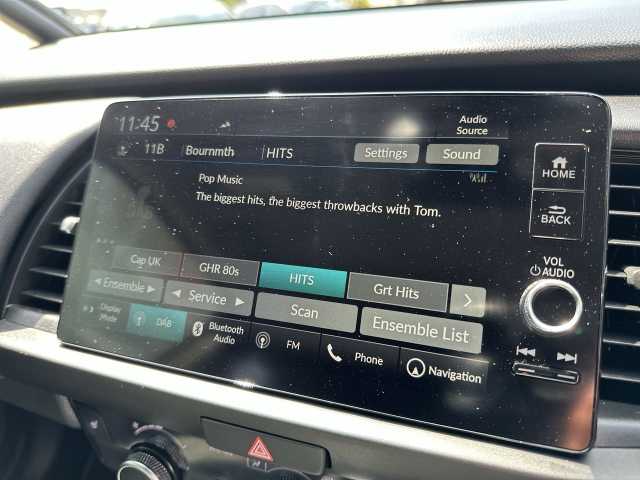 11:45
Audio
Source
11B Bournmth HITS Settings Sound
Pop Music
The biggest hits, the biggest throwbacks with Tom.
HOME
BACK
VOL
AUDIO
Cap UK GHR 80s HITS Grt Hits >
◀ Ensemble ▶ ◀ Service ▶ Scan Ensemble List
Display
Mode
DAB
Bluetooth
Audio
FM Phone Navigation